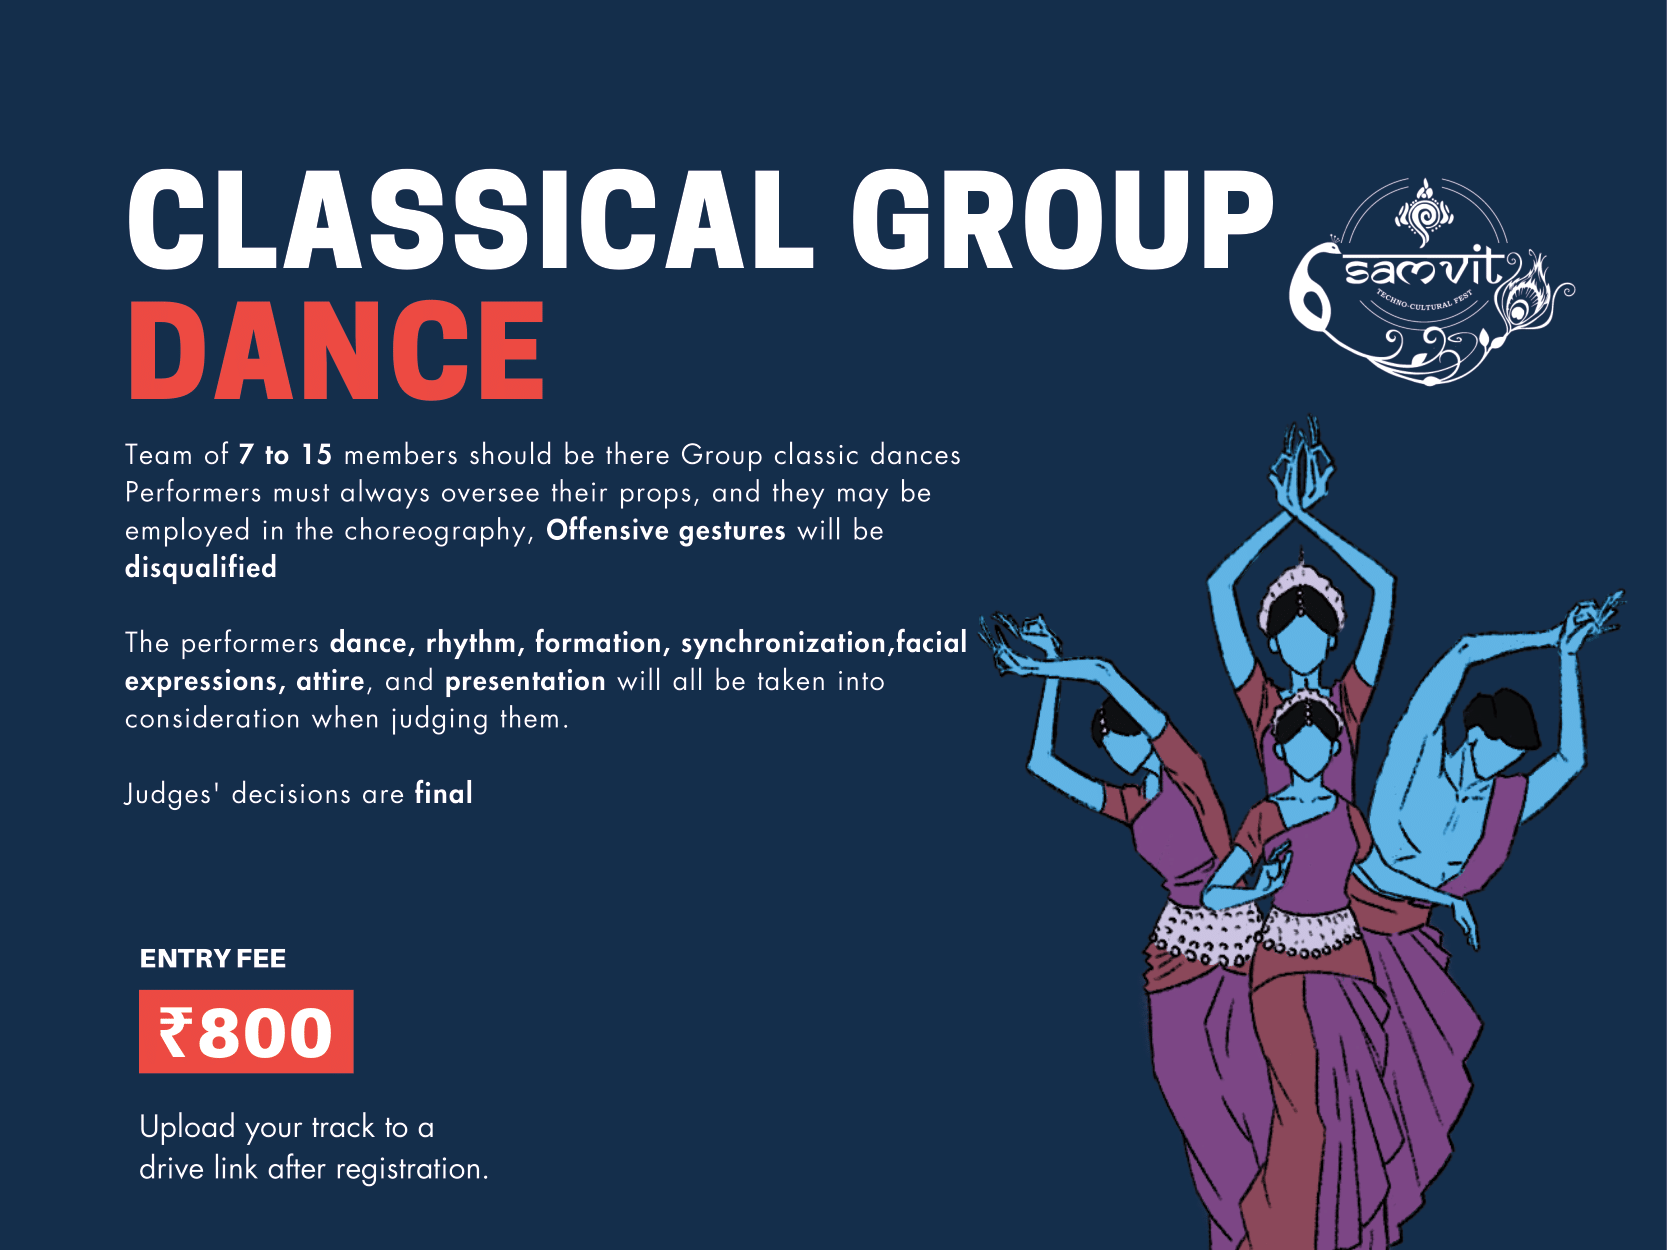 CLASSICAL GROUP
DANCE
samvit
TECHNO-CULTURAL FEST
Team of 7 to 15 members should be there Group classic dances
Performers must always oversee their props, and they may be
employed in the choreography, Offensive gestures will be
disqualified
The performers dance, rhythm, formation, synchronization,facial
expressions, attire, and presentation will all be taken into
consideration when judging them.
Judges' decisions are final
ENTRY FEE
₹800
Upload your track to a
drive link after registration.